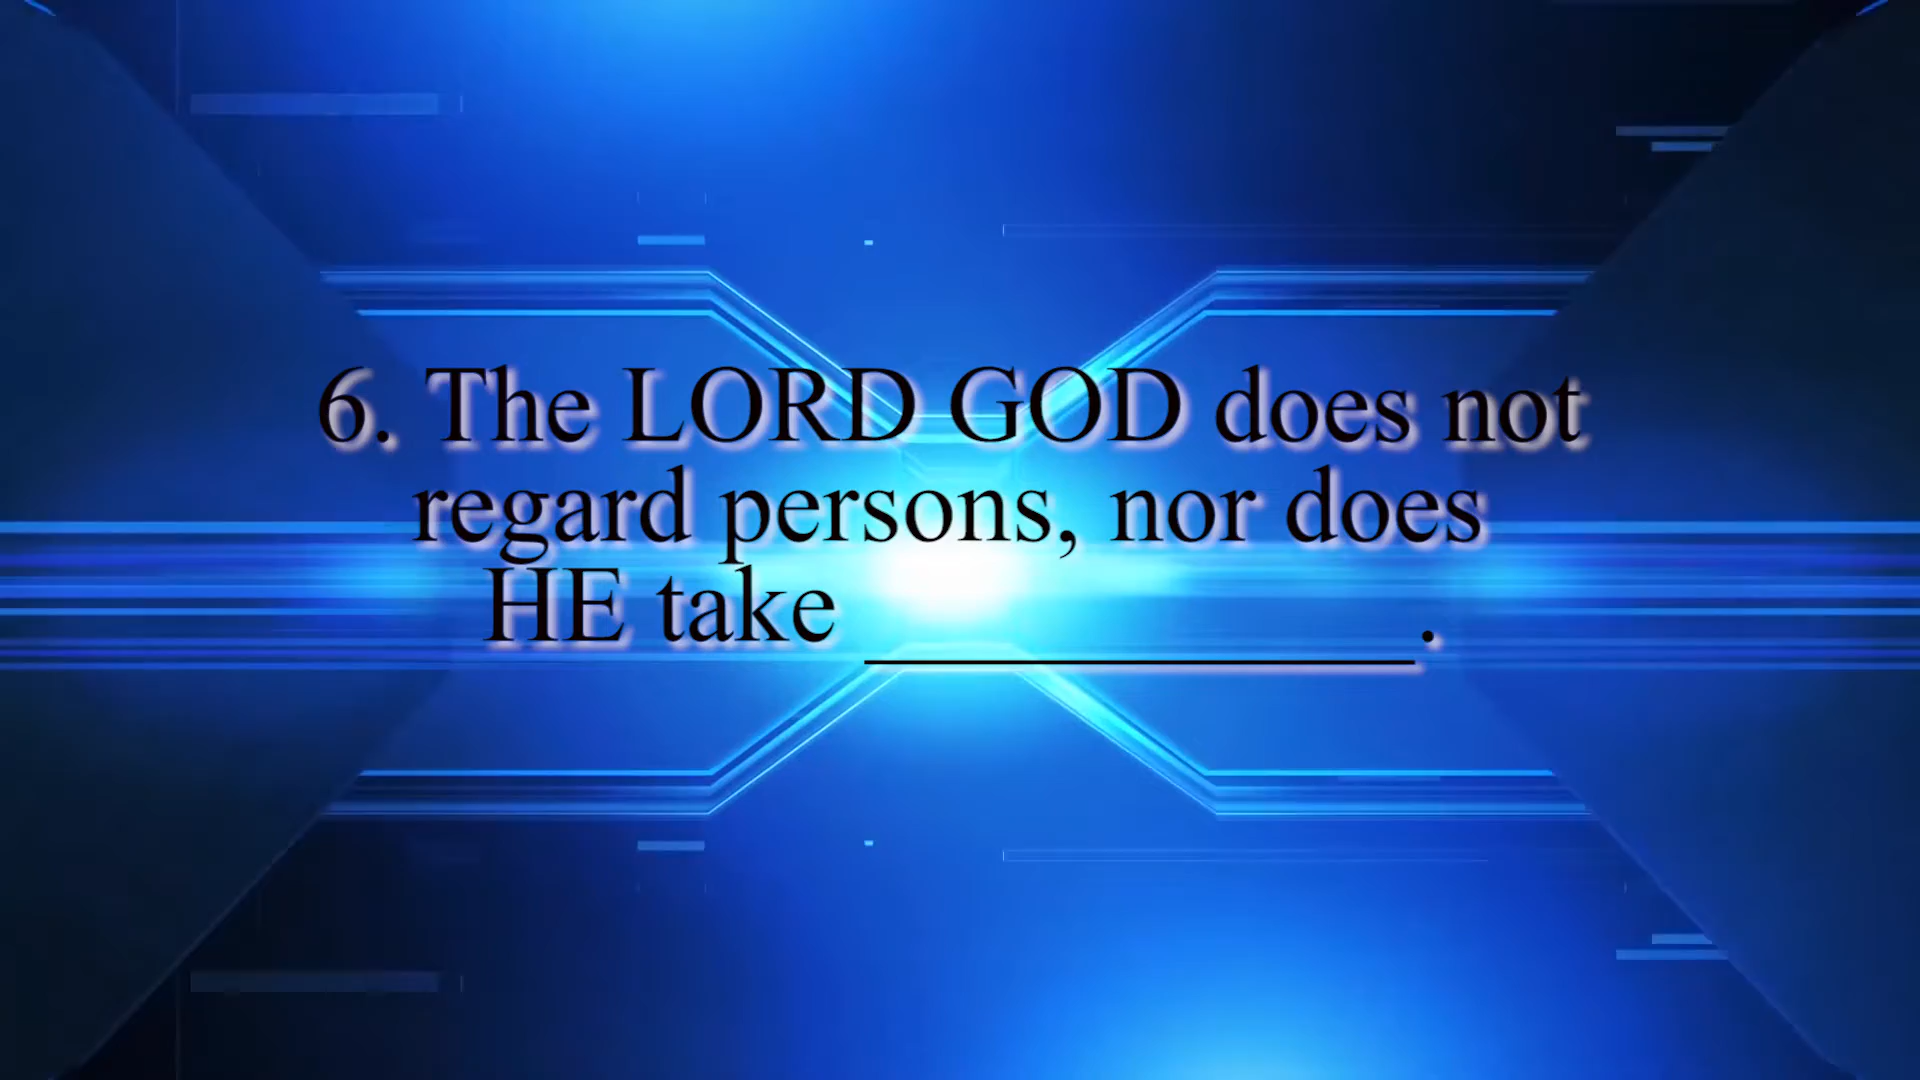 6. The LORD GOD does not
regard persons, nor does
HE take ____________.